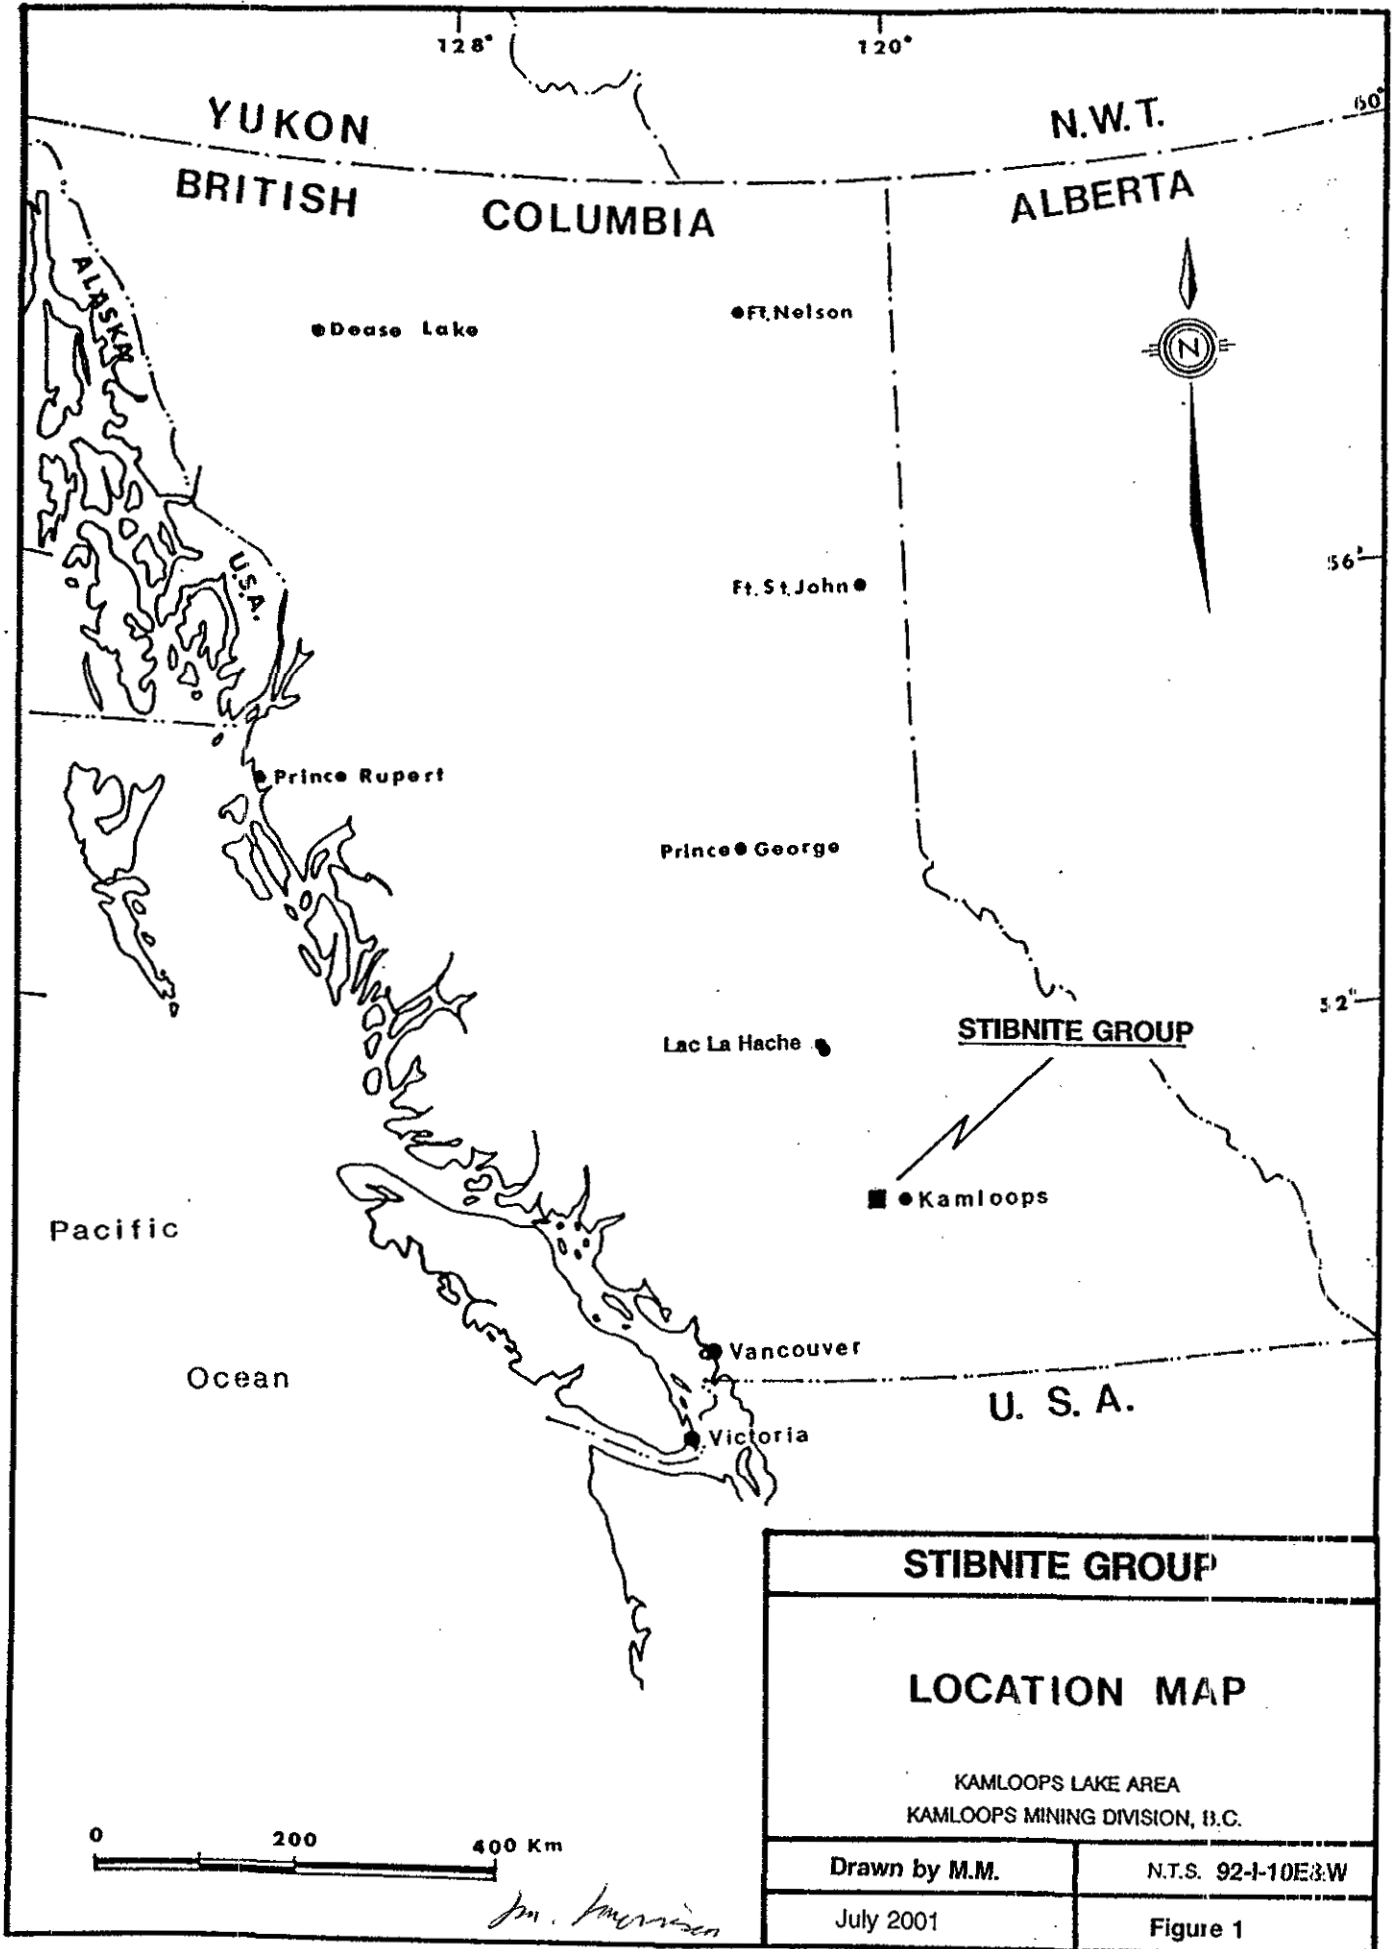 128° 120°
60°
YUKON N.W.T.
BRITISH COLUMBIA ALBERTA
ALASKA
Dease Lake
Ft. Nelson
N
U.S.A.
56°
Ft. St. John
Prince Rupert
Prince George
52°
Lac La Hache
STIBNITE GROUP
Kamloops
Pacific
Ocean
Vancouver
U. S. A.
Victoria
STIBNITE GROUP
LOCATION MAP
KAMLOOPS LAKE AREA
KAMLOOPS MINING DIVISION, B.C.
0 200 400 Km
Drawn by M.M. N.T.S. 92-I-10E&W
July 2001 Figure 1